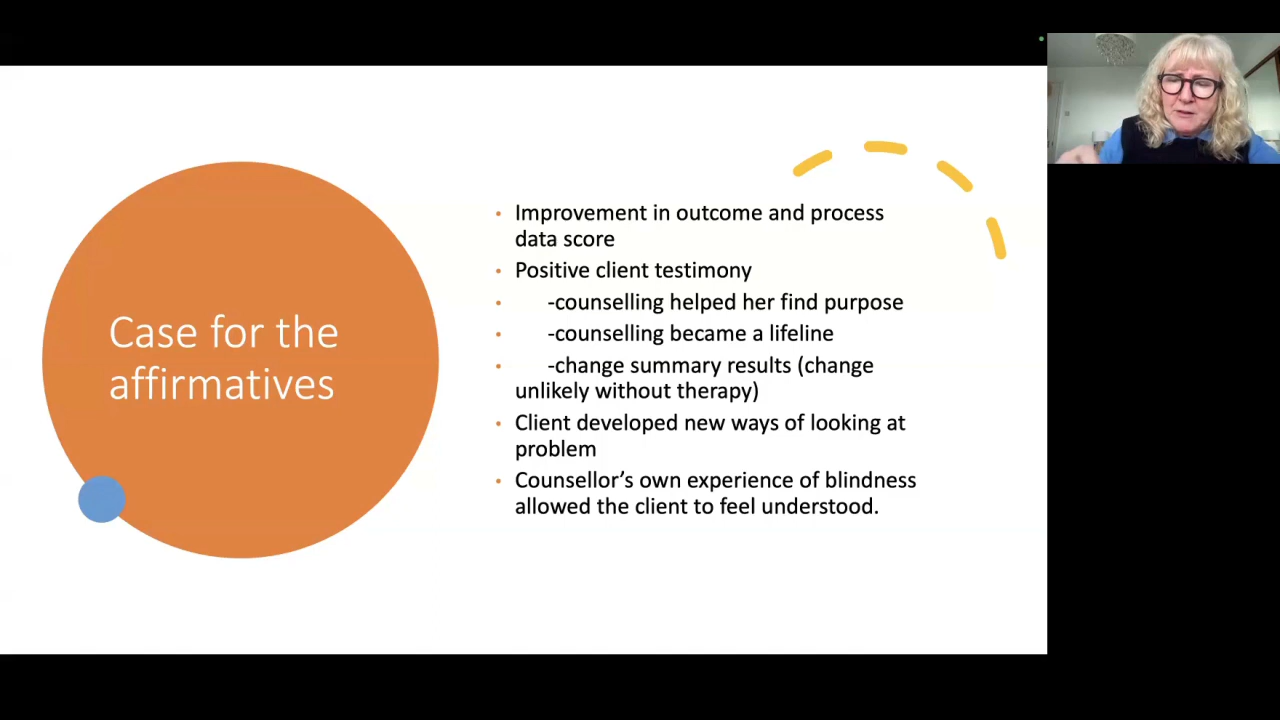 Case for the
affirmatives
• Improvement in outcome and process
data score
• Positive client testimony
• -counselling helped her find purpose
• -counselling became a lifeline
• -change summary results (change
unlikely without therapy)
• Client developed new ways of looking at
problem
• Counsellor’s own experience of blindness
allowed the client to feel understood.